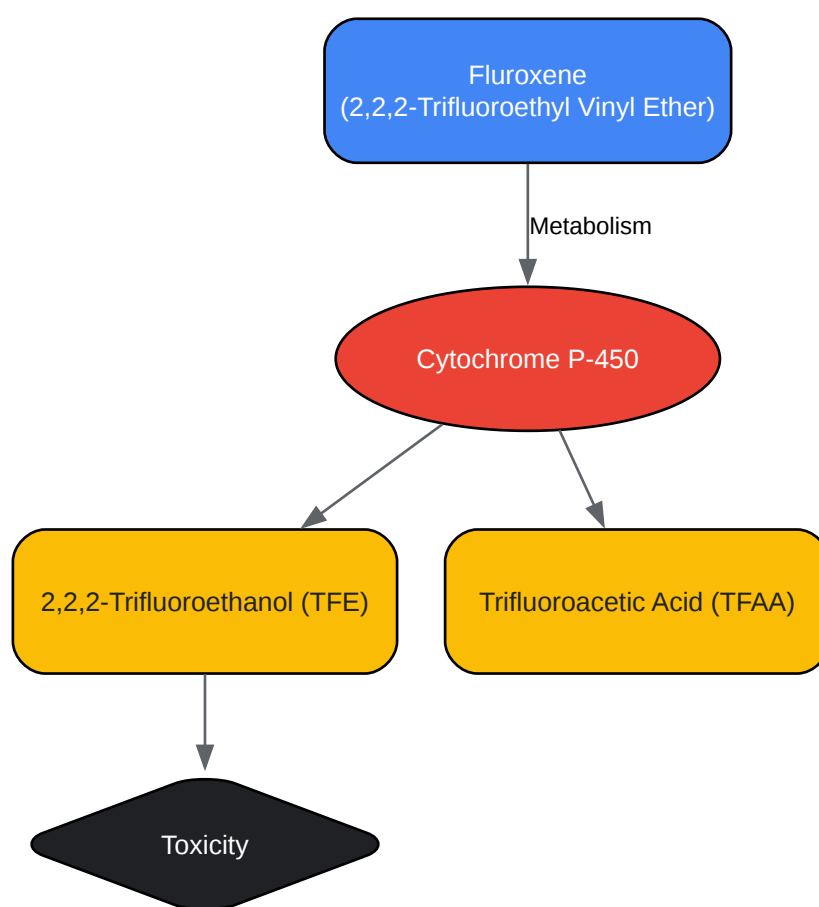 Fluroxene
(2,2,2-Trifluoroethyl Vinyl Ether)
Metabolism
Cytochrome P-450
2,2,2-Trifluoroethanol (TFE)
Trifluoroacetic Acid (TFAA)
Toxicity